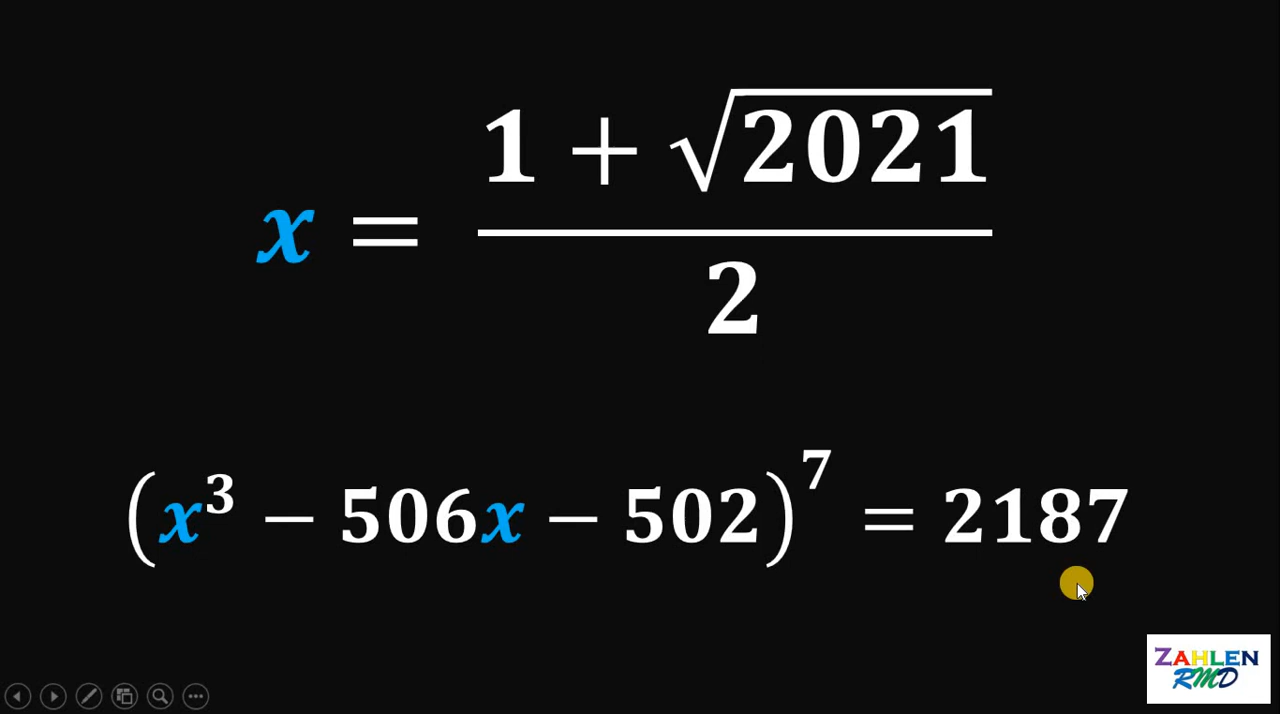 x = (1 + √2021) / 2
(x³ − 506x − 502)⁷ = 2187
ZAHLEN
RMD